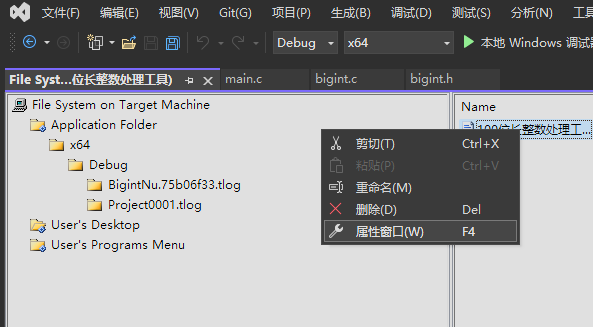 文件(F) 编辑(E) 视图(V) Git(G) 项目(P) 生成(B) 调试(D) 测试(S) 分析(N) 工具
Debug x64 本地 Windows 调试器
File Syst...位长整数处理工具) main.c bigint.c bigint.h
File System on Target Machine
Application Folder
x64
Debug
BigintNu.75b06f33.tlog
Project0001.tlog
User's Desktop
User's Programs Menu
Name
100位长整数处理工...
剪切(T) Ctrl+X
粘贴(P) Ctrl+V
重命名(M)
删除(D) Del
属性窗口(W) F4